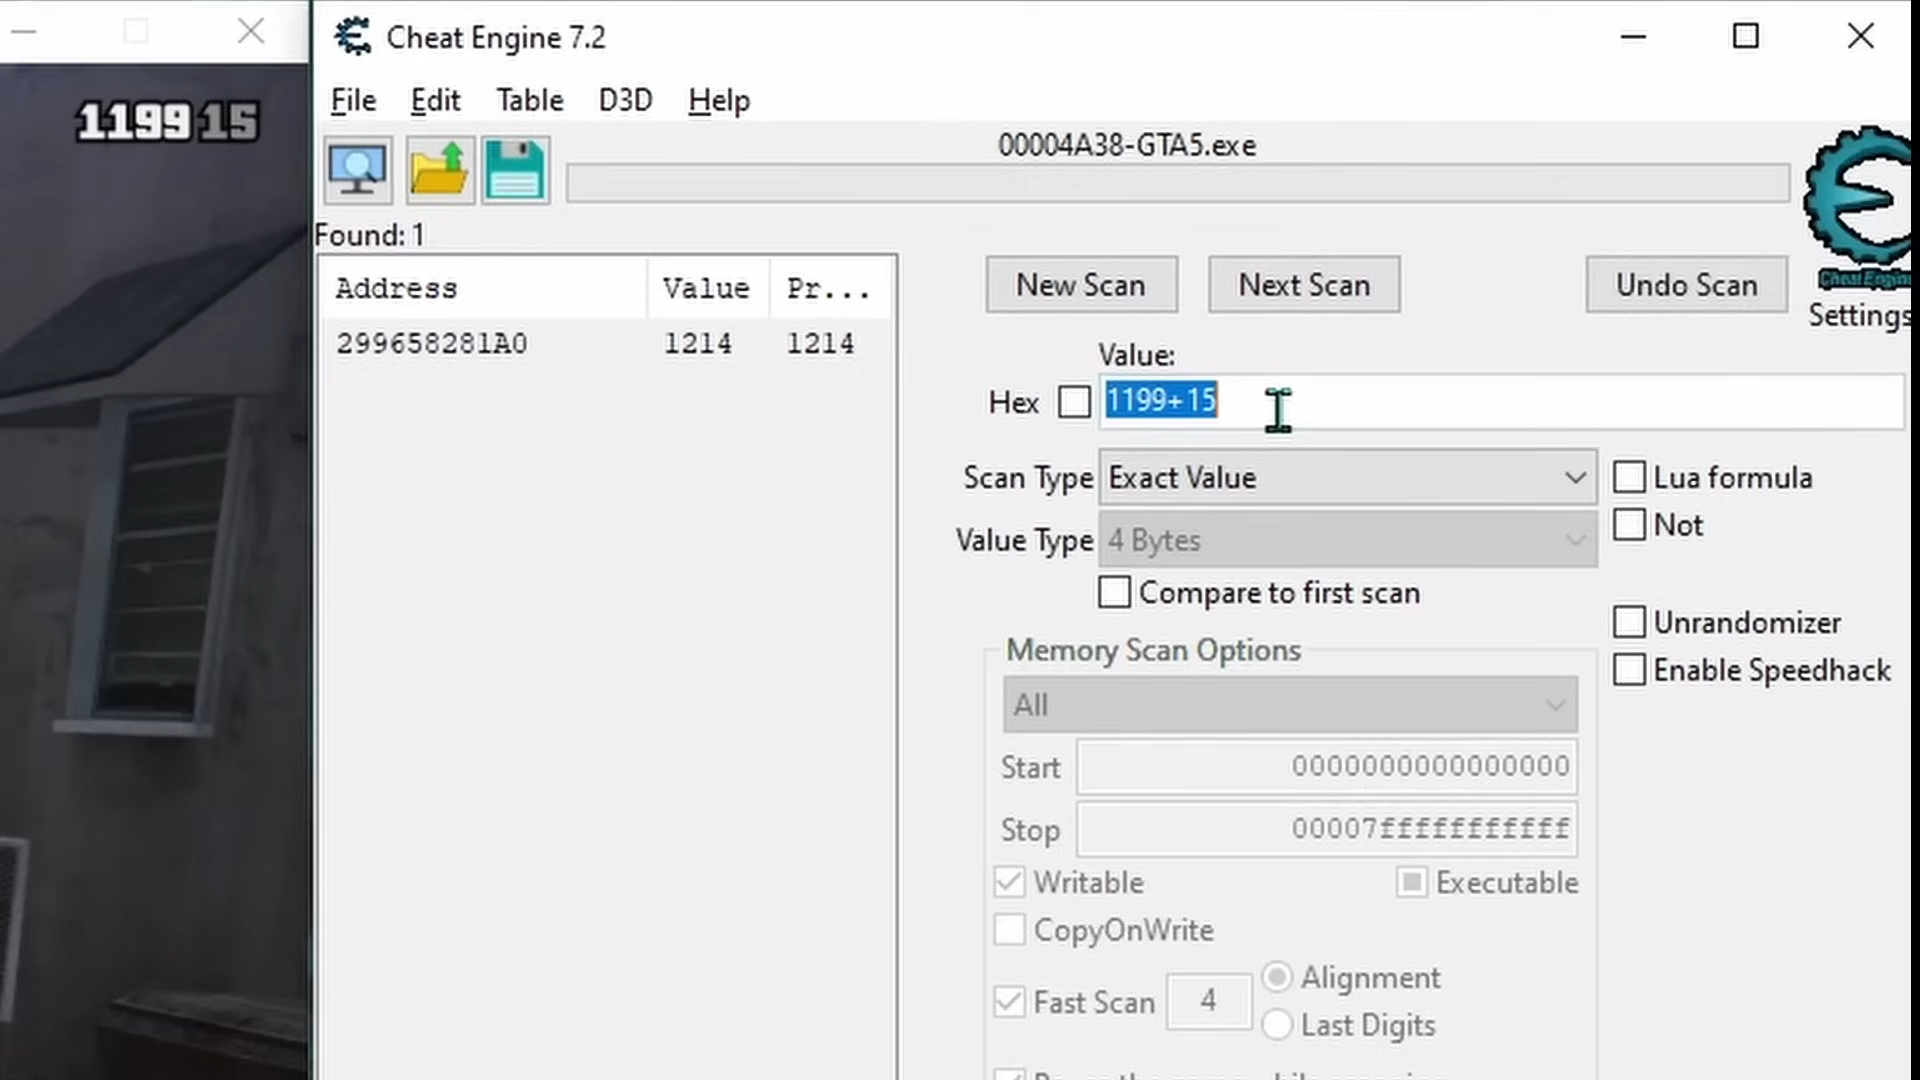 Cheat Engine 7.2
File Edit Table D3D Help
1199 15
00004A38-GTA5.exe
Found: 1
Address Value Pr...
299658281A0 1214 1214
New Scan Next Scan Undo Scan
Cheat Engine
Settings
Value:
Hex 1199+15
Scan Type Exact Value
Lua formula
Value Type 4 Bytes
Not
Compare to first scan
Unrandomizer
Enable Speedhack
Memory Scan Options
All
Start 0000000000000000
Stop 00007fffffffffff
Writable Executable
CopyOnWrite
Fast Scan 4 Alignment
Last Digits